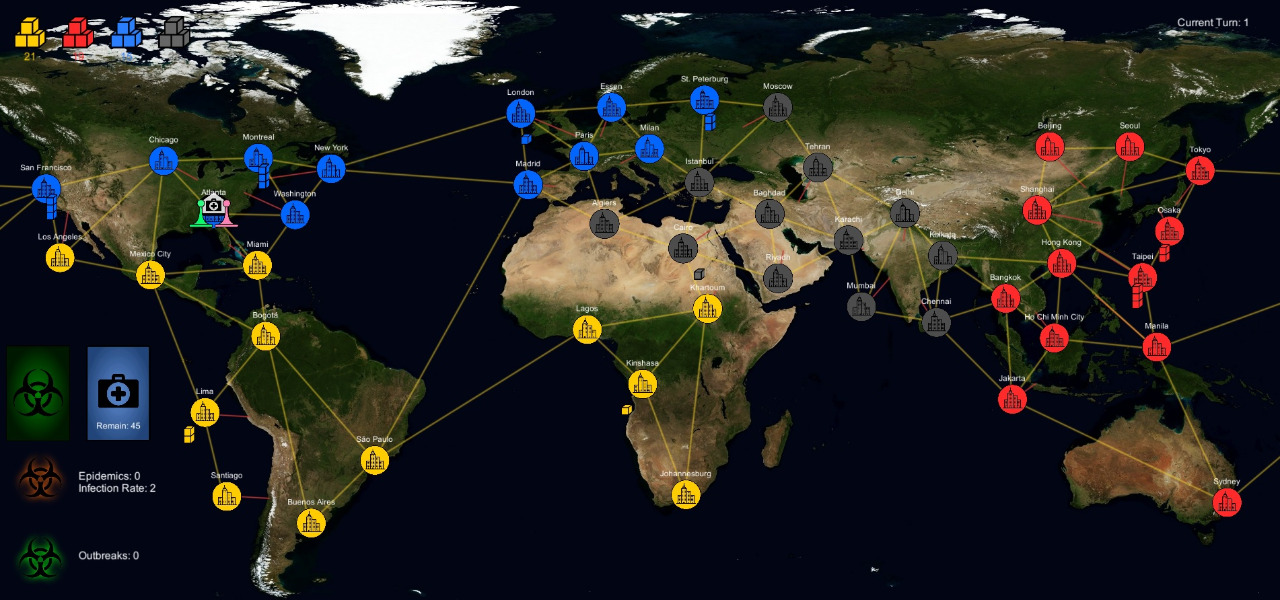 Current Turn: 1
21
St. Peterburg
Essen
Moscow
London
Beijing
Seoul
Chicago
Montreal
Paris
Milan
New York
Tehran
Tokyo
San Francisco
Madrid
Istanbul
Atlanta
Washington
Baghdad
Delhi
Shanghai
Algiers
Osaka
Karachi
Cairo
Kolkata
Los Angeles
Miami
Mexico City
Hong Kong
Riyadh
Taipei
Bangkok
Khartoum
Mumbai
Chennai
Lagos
Bogotá
Ho Chi Minh City
Manila
Kinshasa
Jakarta
Lima
Remain: 45
São Paulo
Santiago
Johannesburg
Epidemics: 0
Infection Rate: 2
Sydney
Buenos Aires
Outbreaks: 0